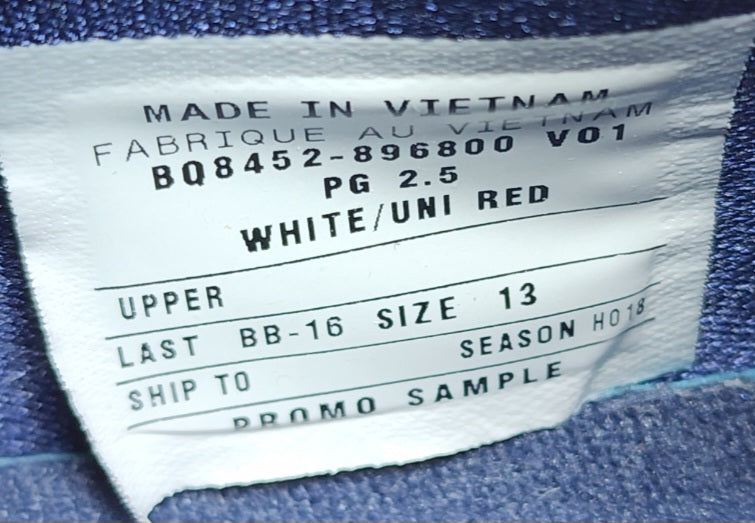 MADE IN VIETNAM
FABRIQUE AU VIETNAM
BQ8452-896800 V01
PG 2.5
WHITE/UNI RED
UPPER
LAST BB-16 SIZE 13
SHIP TO SEASON HO18
PROMO SAMPLE